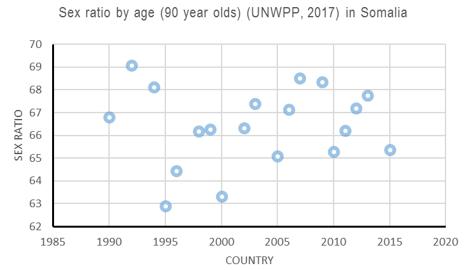 Sex ratio by age (90 year olds) (UNWPP, 2017) in Somalia
70
69
68
67
66
65
64
63
62
1985 1990 1995 2000 2005 2010 2015 2020
SEX RATIO
COUNTRY